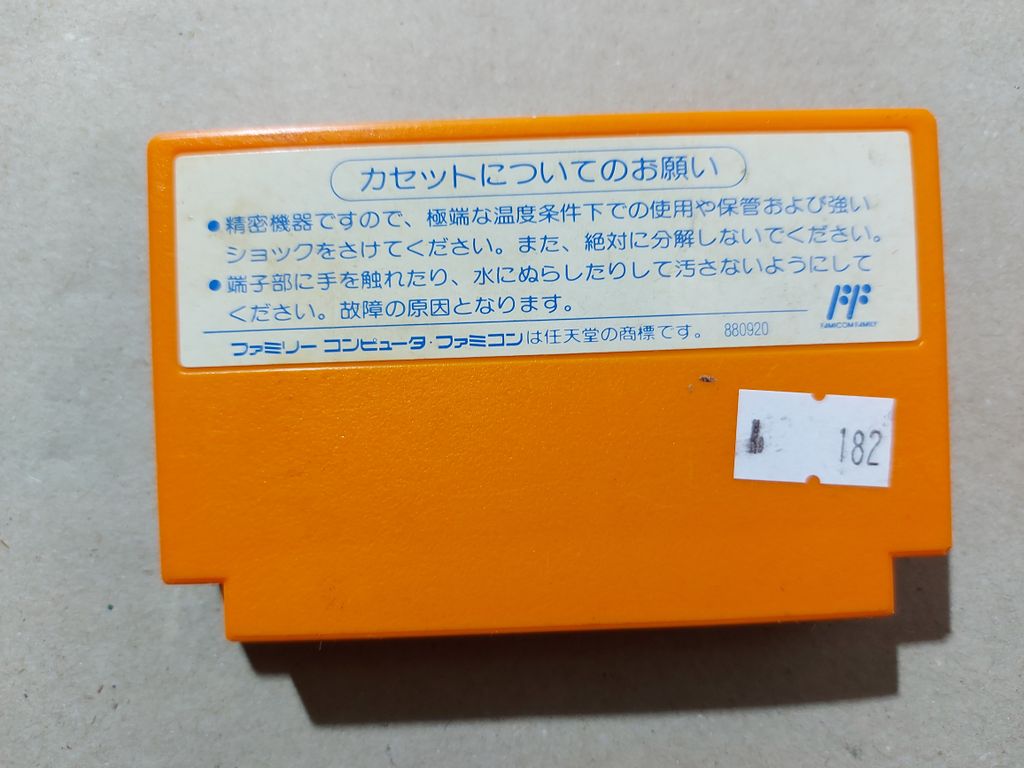 カセットについてのお願い
●精密機器ですので、極端な温度条件下での使用や保管および強い
ショックをさけてください。また、絶対に分解しないでください。
●端子部に手を触れたり、水にぬらしたりして汚さないようにして
ください。故障の原因となります。
FAMICOM FAMILY
ファミリー コンピュータ・ファミコンは任天堂の商標です。 880920
182